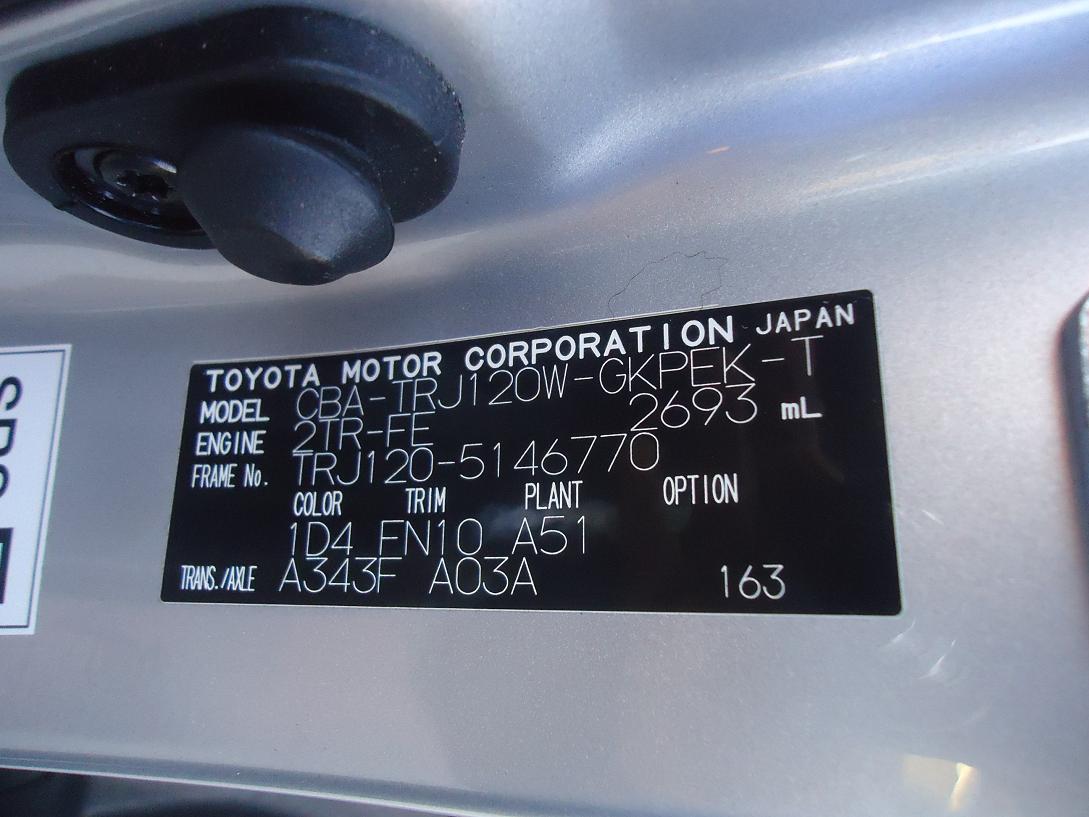 TOYOTA MOTOR CORPORATION JAPAN
MODEL CBA-TRJ120W-GKPEK-T
ENGINE 2TR-FE 2693 mL
FRAME No. TRJ120-5146770
COLOR TRIM PLANT OPTION
1D4 FN10 A51
TRANS./AXLE A343F A03A 163